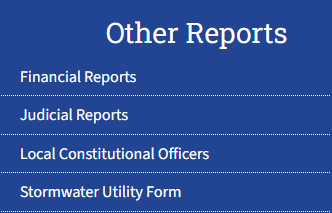 Other Reports
Financial Reports
Judicial Reports
Local Constitutional Officers
Stormwater Utility Form